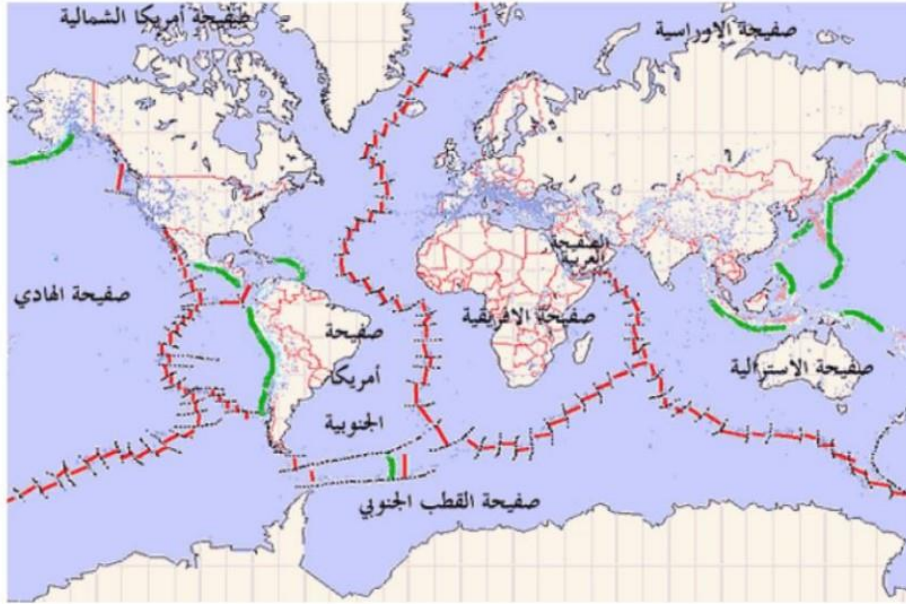 صفيحة أمريكا الشمالية
صفيحة الاوراسية
الصفيحة
العربية
صفيحة الهادي
صفيحة الافريقية
صفيحة
أمريكا
الجنوبية
صفيحة الاسترالية
صفيحة القطب الجنوبي